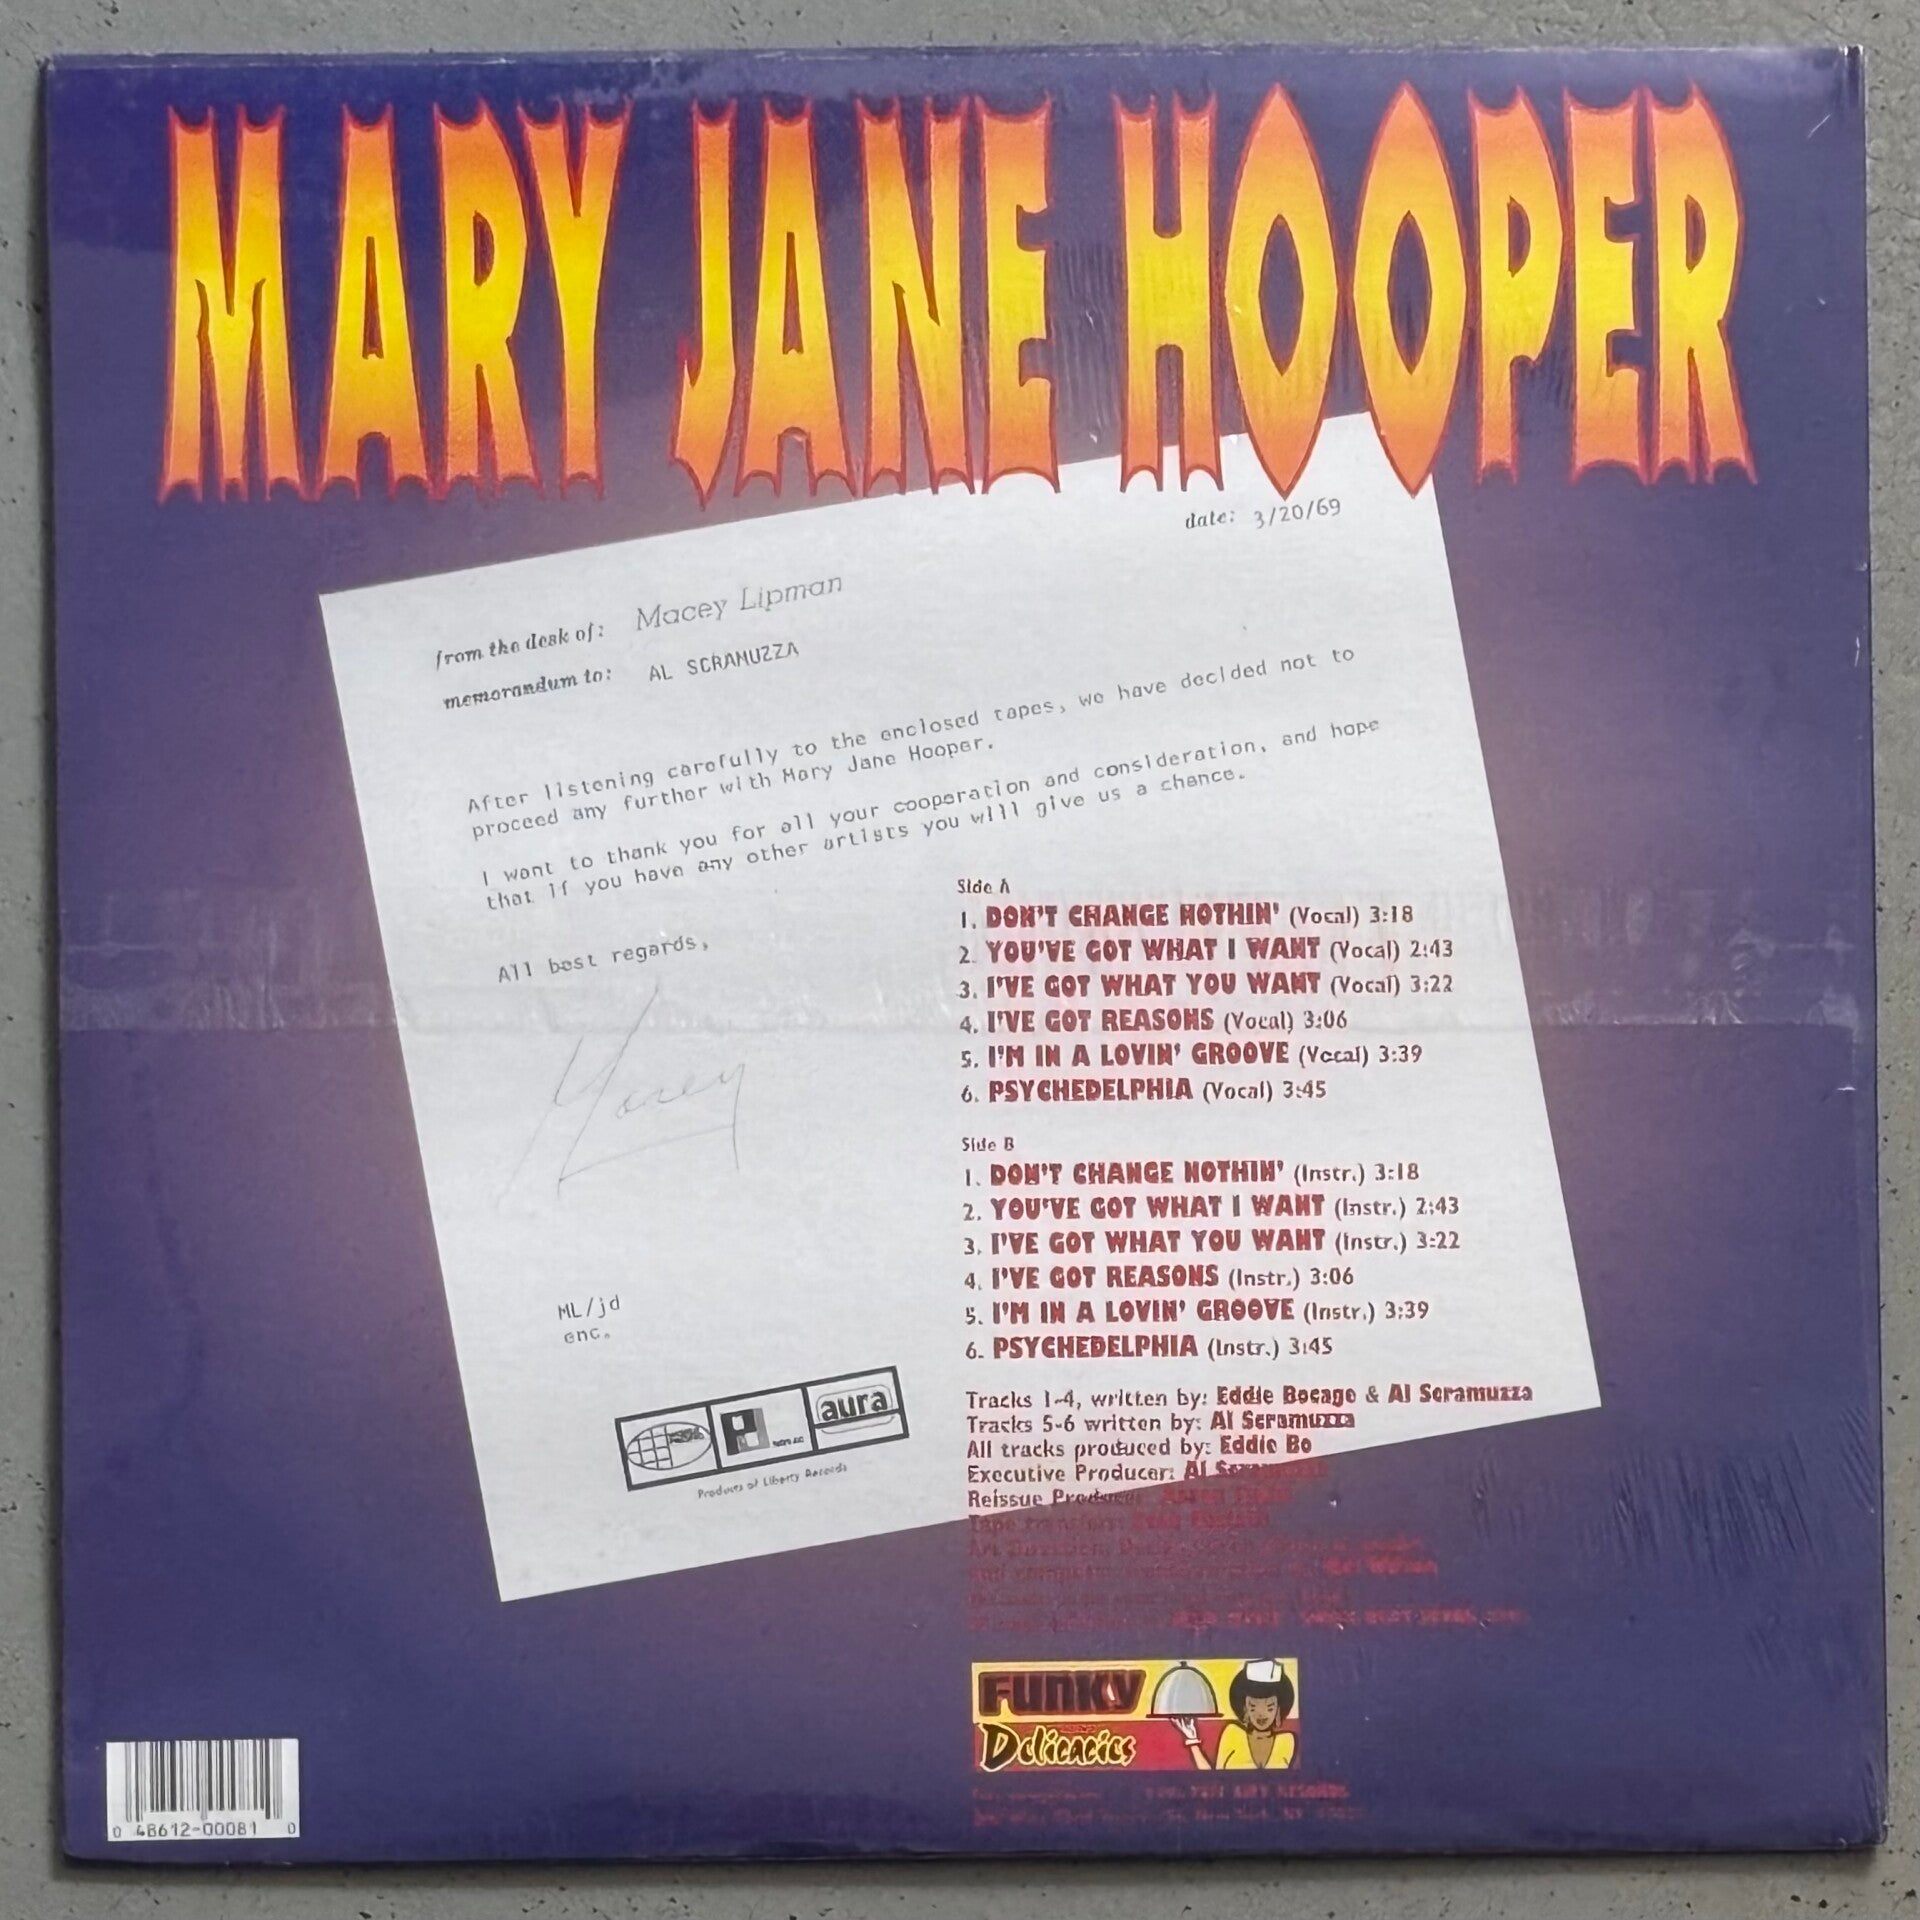 MARY JANE HOOPER
date: 3/20/69
from the desk of: Macey Lipman
memorandum to: AL SCRAMUZZA
After listening carefully to the enclosed tapes, we have decided not to
proceed any further with Mary Jane Hooper.
I want to thank you for all your cooperation and consideration, and hope
that if you have any other artists you will give us a chance.
All best regards,
Macey
ML/jd
enc.
aura
Products of Liberty Records
Side A
1. DON'T CHANGE NOTHIN' (Vocal) 3:18
2. YOU'VE GOT WHAT I WANT (Vocal) 2:43
3. I'VE GOT WHAT YOU WANT (Vocal) 3:22
4. I'VE GOT REASONS (Vocal) 3:06
5. I'M IN A LOVIN' GROOVE (Vocal) 3:39
6. PSYCHEDELPHIA (Vocal) 3:45
Side B
1. DON'T CHANGE NOTHIN' (Instr.) 3:18
2. YOU'VE GOT WHAT I WANT (Instr.) 2:43
3. I'VE GOT WHAT YOU WANT (Instr.) 3:22
4. I'VE GOT REASONS (Instr.) 3:06
5. I'M IN A LOVIN' GROOVE (Instr.) 3:39
6. PSYCHEDELPHIA (Instr.) 3:45
Tracks 1-4, written by: Eddie Bocage & Al Scramuzza
Tracks 5-6 written by: Al Scramuzza
All tracks produced by: Eddie Bo
Executive Producer: Al Scramuzza
Reissue Producer:
Tape transfers:
FUNKY
Delicacies
0 48612-00081 0